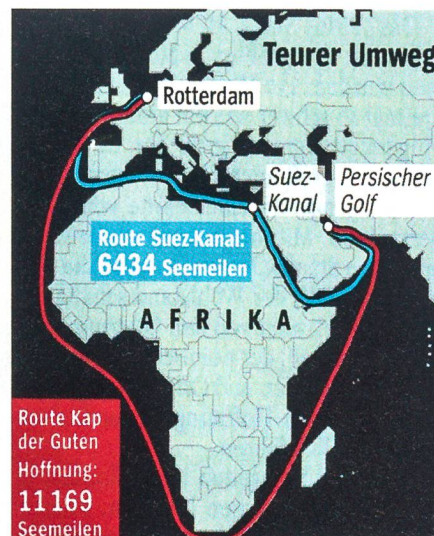 Teurer Umweg
Rotterdam
Suez-
Kanal
Persischer
Golf
Route Suez-Kanal:
6434 Seemeilen
AFRIKA
Route Kap
der Guten
Hoffnung:
11169
Seemeilen